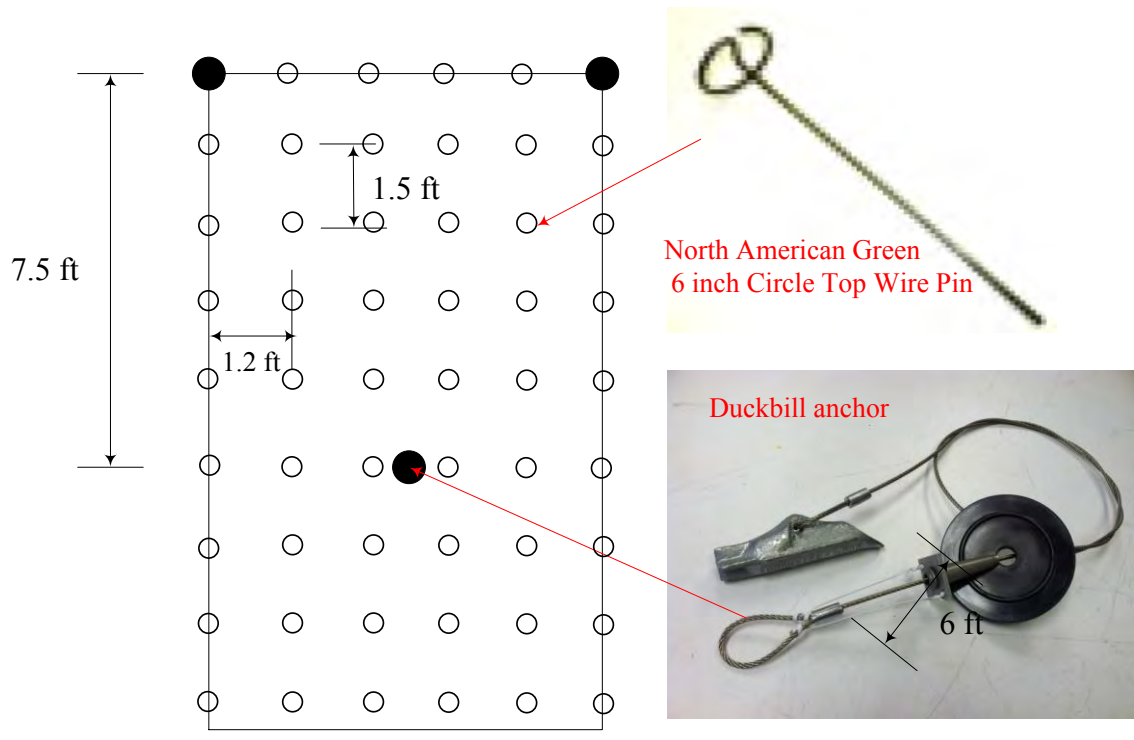 1.5 ft
7.5 ft
1.2 ft
North American Green
6 inch Circle Top Wire Pin
Duckbill anchor
6 ft